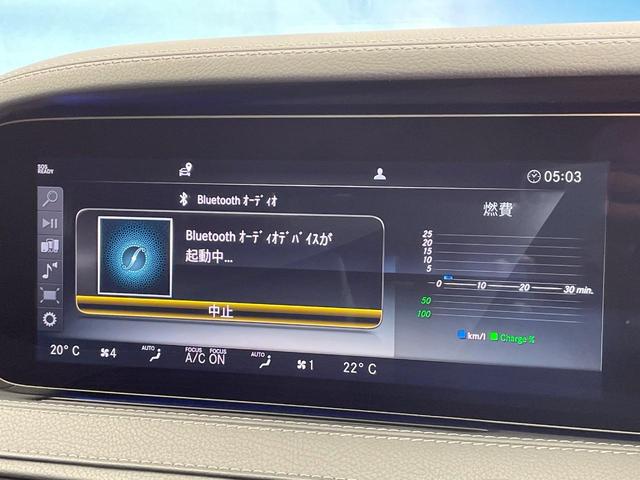 SOS
READY
05:03
Bluetooth ｵｰﾃﾞｨｵ
燃費
Bluetooth ｵｰﾃﾞｨｵﾃﾞﾊﾞｲｽが
起動中...
中止
25
20
15
10
5
0 10 20 30 min.
50
100
km/l Charge %
20°C 4 AUTO FOCUS FOCUS AUTO 1 22°C
A/C ON